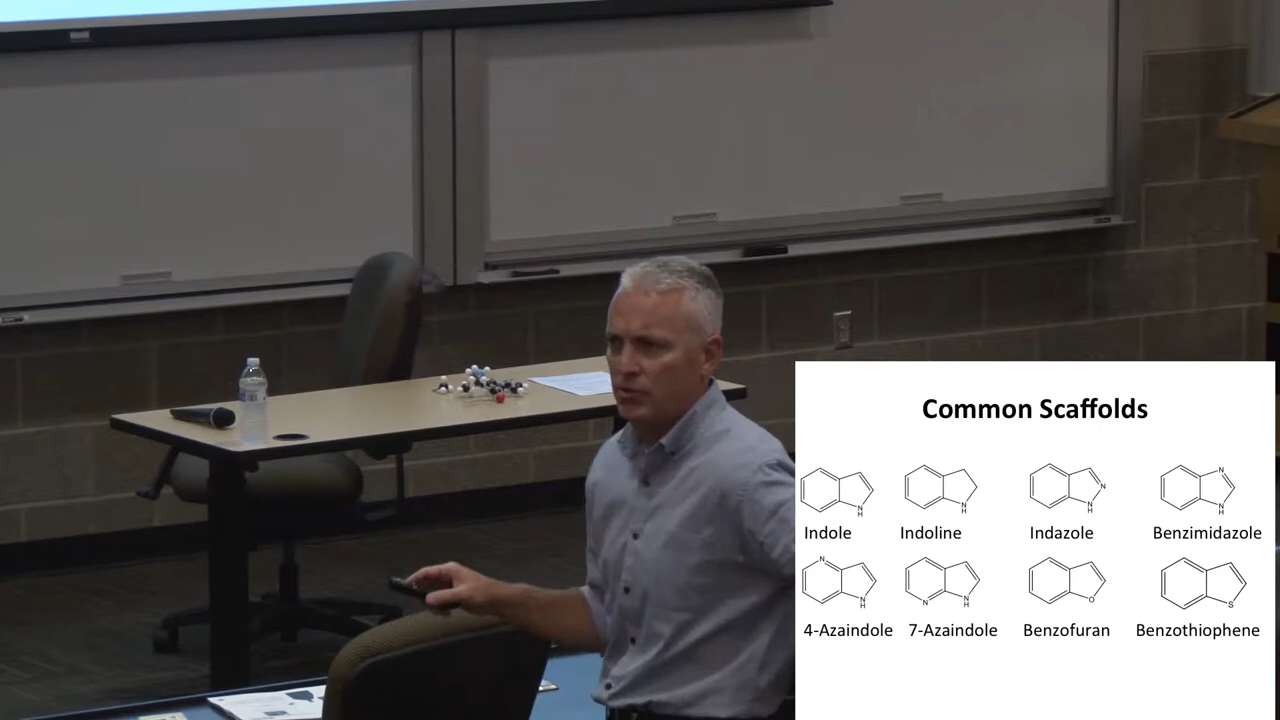 Common Scaffolds
N
H
N
H
N
N
H
N
N
H
Indole Indoline Indazole Benzimidazole
N
N
H
N
N
H
O
S
4-Azaindole 7-Azaindole Benzofuran Benzothiophene